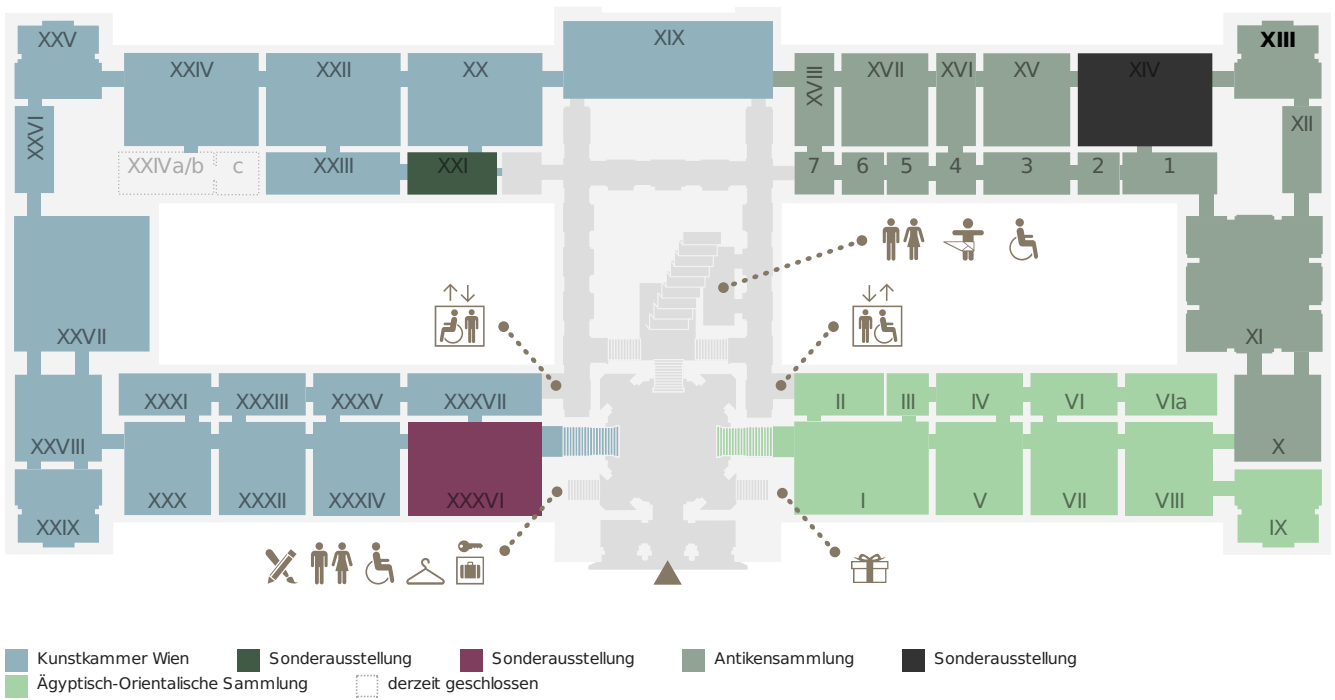 XXV
XXIV
XXII
XX
XIX
XVIII
XVII
XVI
XV
XIV
XIII
XXVI
XII
XXIVa/b
c
XXIII
XXI
7
6
5
4
3
2
1
XXVII
XI
XXXI
XXXIII
XXXV
XXXVII
II
III
IV
VI
VIa
XXVIII
X
XXX
XXXII
XXXIV
XXXVI
I
V
VII
VIII
XXIX
IX
Kunstkammer Wien
Sonderausstellung
Sonderausstellung
Antikensammlung
Sonderausstellung
Ägyptisch-Orientalische Sammlung
derzeit geschlossen